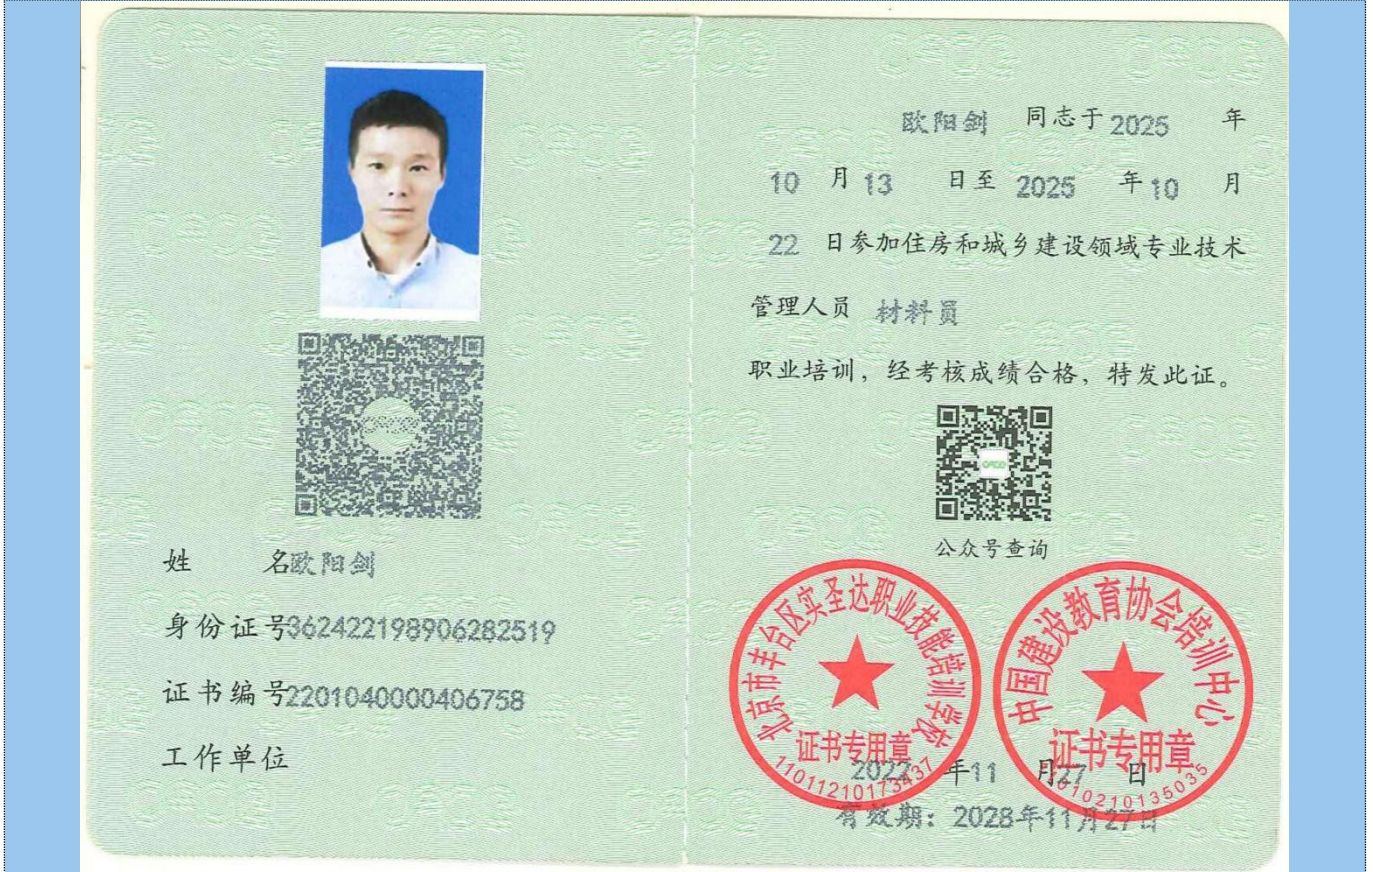 姓 名欧阳剑
身份证号362422198906282519
证书编号2201040000406758
工作单位
欧阳剑 同志于2025 年
10 月13 日至 2025 年10 月
22 日参加住房和城乡建设领域专业技术
管理人员 材料员
职业培训，经考核成绩合格，特发此证。
公众号查询
北京市丰台区实圣达职业技能培训学校
证书专用章
11011210173437
中国建设教育协会培训中心
证书专用章
11010210135035
2022 年11 月27 日
有效期：2028年11月27日